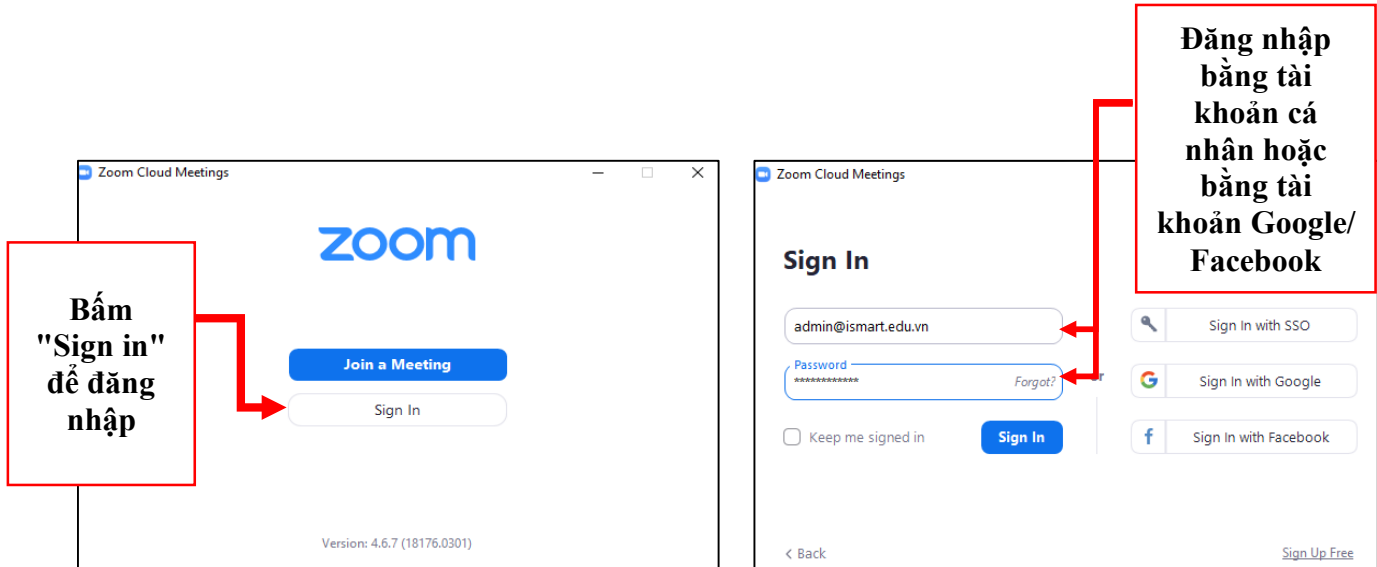 Zoom Cloud Meetings
zoom
Bấm
"Sign in"
để đăng
nhập
Join a Meeting
Sign In
Version: 4.6.7 (18176.0301)
Đăng nhập
bằng tài
khoản cá
nhân hoặc
bằng tài
khoản Google/
Facebook
Zoom Cloud Meetings
Sign In
admin@ismart.edu.vn
Password
************
Forgot?
Keep me signed in
Sign In
Sign In with SSO
Sign In with Google
Sign In with Facebook
< Back
Sign Up Free